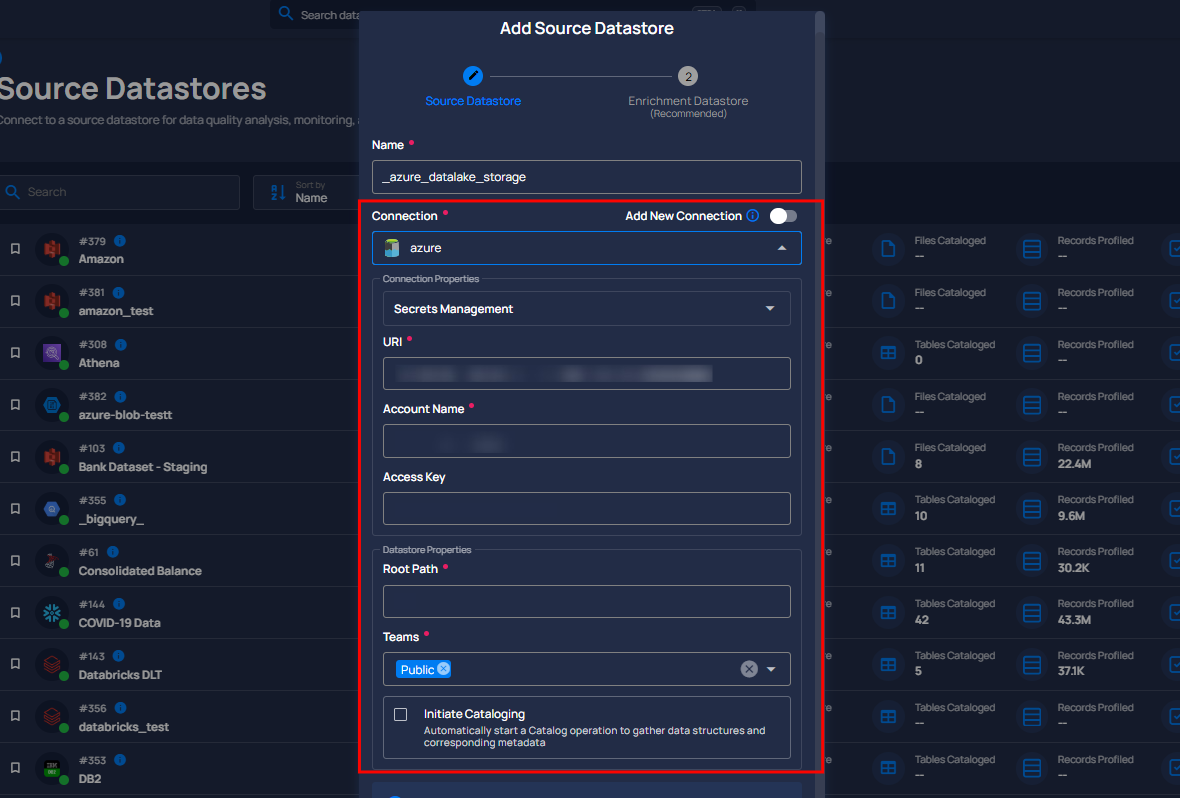 Search data
Add Source Datastore
2
Source Datastore
Enrichment Datastore
(Recommended)
Source Datastores
Connect to a source datastore for data quality analysis, monitoring,
Name *
_azure_datalake_storage
Search
Sort by
Name
Connection *
Add New Connection
azure
Connection Properties
Secrets Management
URI *
Account Name *
Access Key
Datastore Properties
Root Path *
Teams *
Public
Initiate Cataloging
Automatically start a Catalog operation to gather data structures and
corresponding metadata
#379
Amazon
Files Cataloged
--
Records Profiled
--
#381
amazon_test
Files Cataloged
--
Records Profiled
--
#308
Athena
Tables Cataloged
0
Records Profiled
--
#382
azure-blob-testt
Files Cataloged
--
Records Profiled
--
#103
Bank Dataset - Staging
Files Cataloged
8
Records Profiled
22.4M
#355
_bigquery_
Tables Cataloged
10
Records Profiled
9.6M
#61
Consolidated Balance
Tables Cataloged
11
Records Profiled
30.2K
#144
COVID-19 Data
Tables Cataloged
42
Records Profiled
43.3M
#143
Databricks DLT
Tables Cataloged
5
Records Profiled
37.1K
#356
databricks_test
Tables Cataloged
--
Records Profiled
--
#353
DB2
Tables Cataloged
--
Records Profiled
--